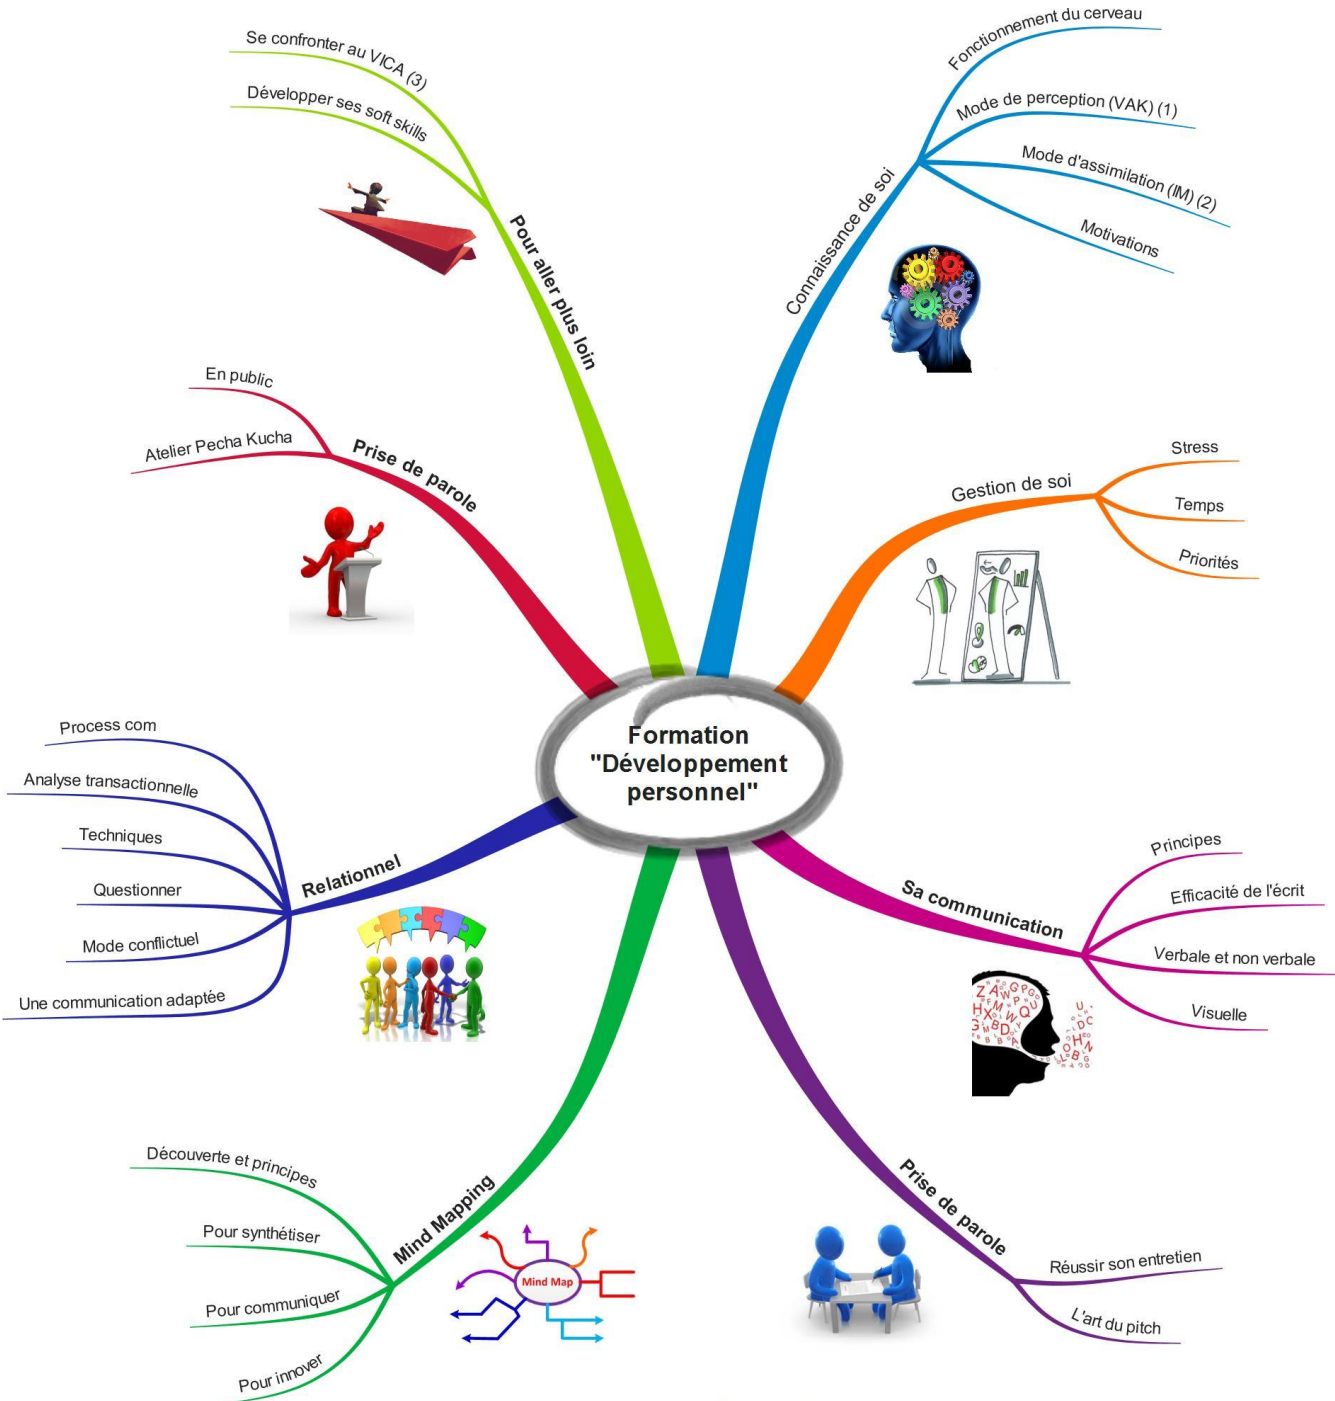 Formation
"Développement
personnel"
Connaissance de soi
Fonctionnement du cerveau
Mode de perception (VAK) (1)
Mode d'assimilation (IM) (2)
Motivations
Gestion de soi
Stress
Temps
Priorités
Sa communication
Principes
Efficacité de l'écrit
Verbale et non verbale
Visuelle
Prise de parole
Réussir son entretien
L'art du pitch
Mind Mapping
Découverte et principes
Pour synthétiser
Pour communiquer
Pour innover
Mind Map
Relationnel
Process com
Analyse transactionnelle
Techniques
Questionner
Mode conflictuel
Une communication adaptée
Prise de parole
En public
Atelier Pecha Kucha
Pour aller plus loin
Se confronter au VICA (3)
Développer ses soft skills